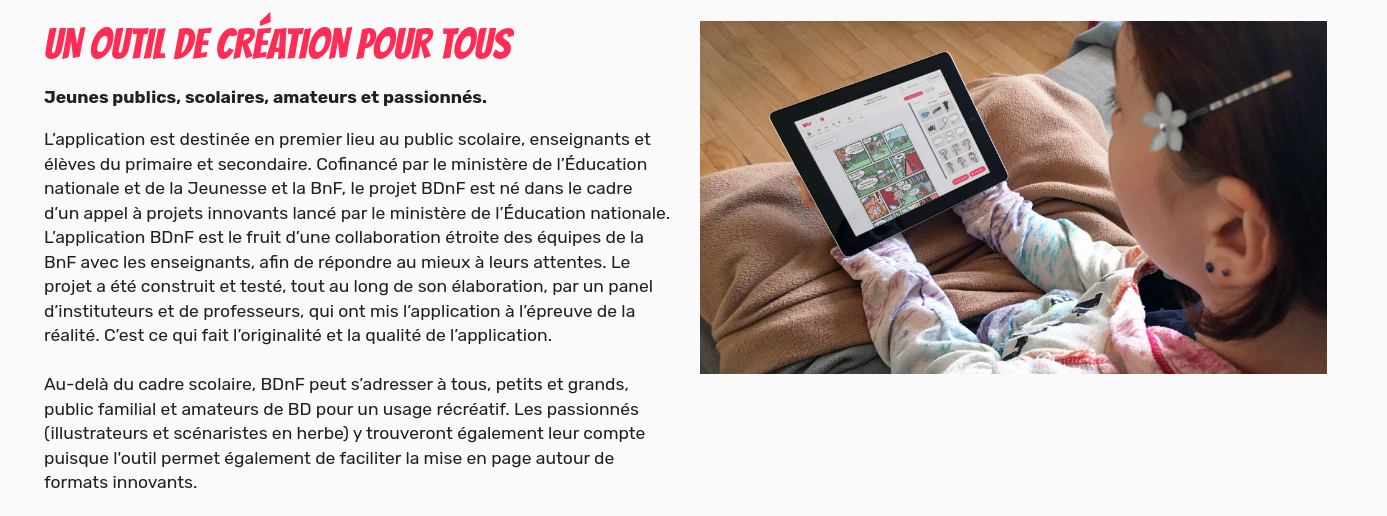 UN OUTIL DE CRÉATION POUR TOUS
Jeunes publics, scolaires, amateurs et passionnés.
L’application est destinée en premier lieu au public scolaire, enseignants et
élèves du primaire et secondaire. Cofinancé par le ministère de l’Éducation
nationale et de la Jeunesse et la BnF, le projet BDnF est né dans le cadre
d’un appel à projets innovants lancé par le ministère de l’Éducation nationale.
L’application BDnF est le fruit d’une collaboration étroite des équipes de la
BnF avec les enseignants, afin de répondre au mieux à leurs attentes. Le
projet a été construit et testé, tout au long de son élaboration, par un panel
d’instituteurs et de professeurs, qui ont mis l’application à l’épreuve de la
réalité. C’est ce qui fait l’originalité et la qualité de l’application.
Au-delà du cadre scolaire, BDnF peut s’adresser à tous, petits et grands,
public familial et amateurs de BD pour un usage récréatif. Les passionnés
(illustrateurs et scénaristes en herbe) y trouveront également leur compte
puisque l'outil permet également de faciliter la mise en page autour de
formats innovants.